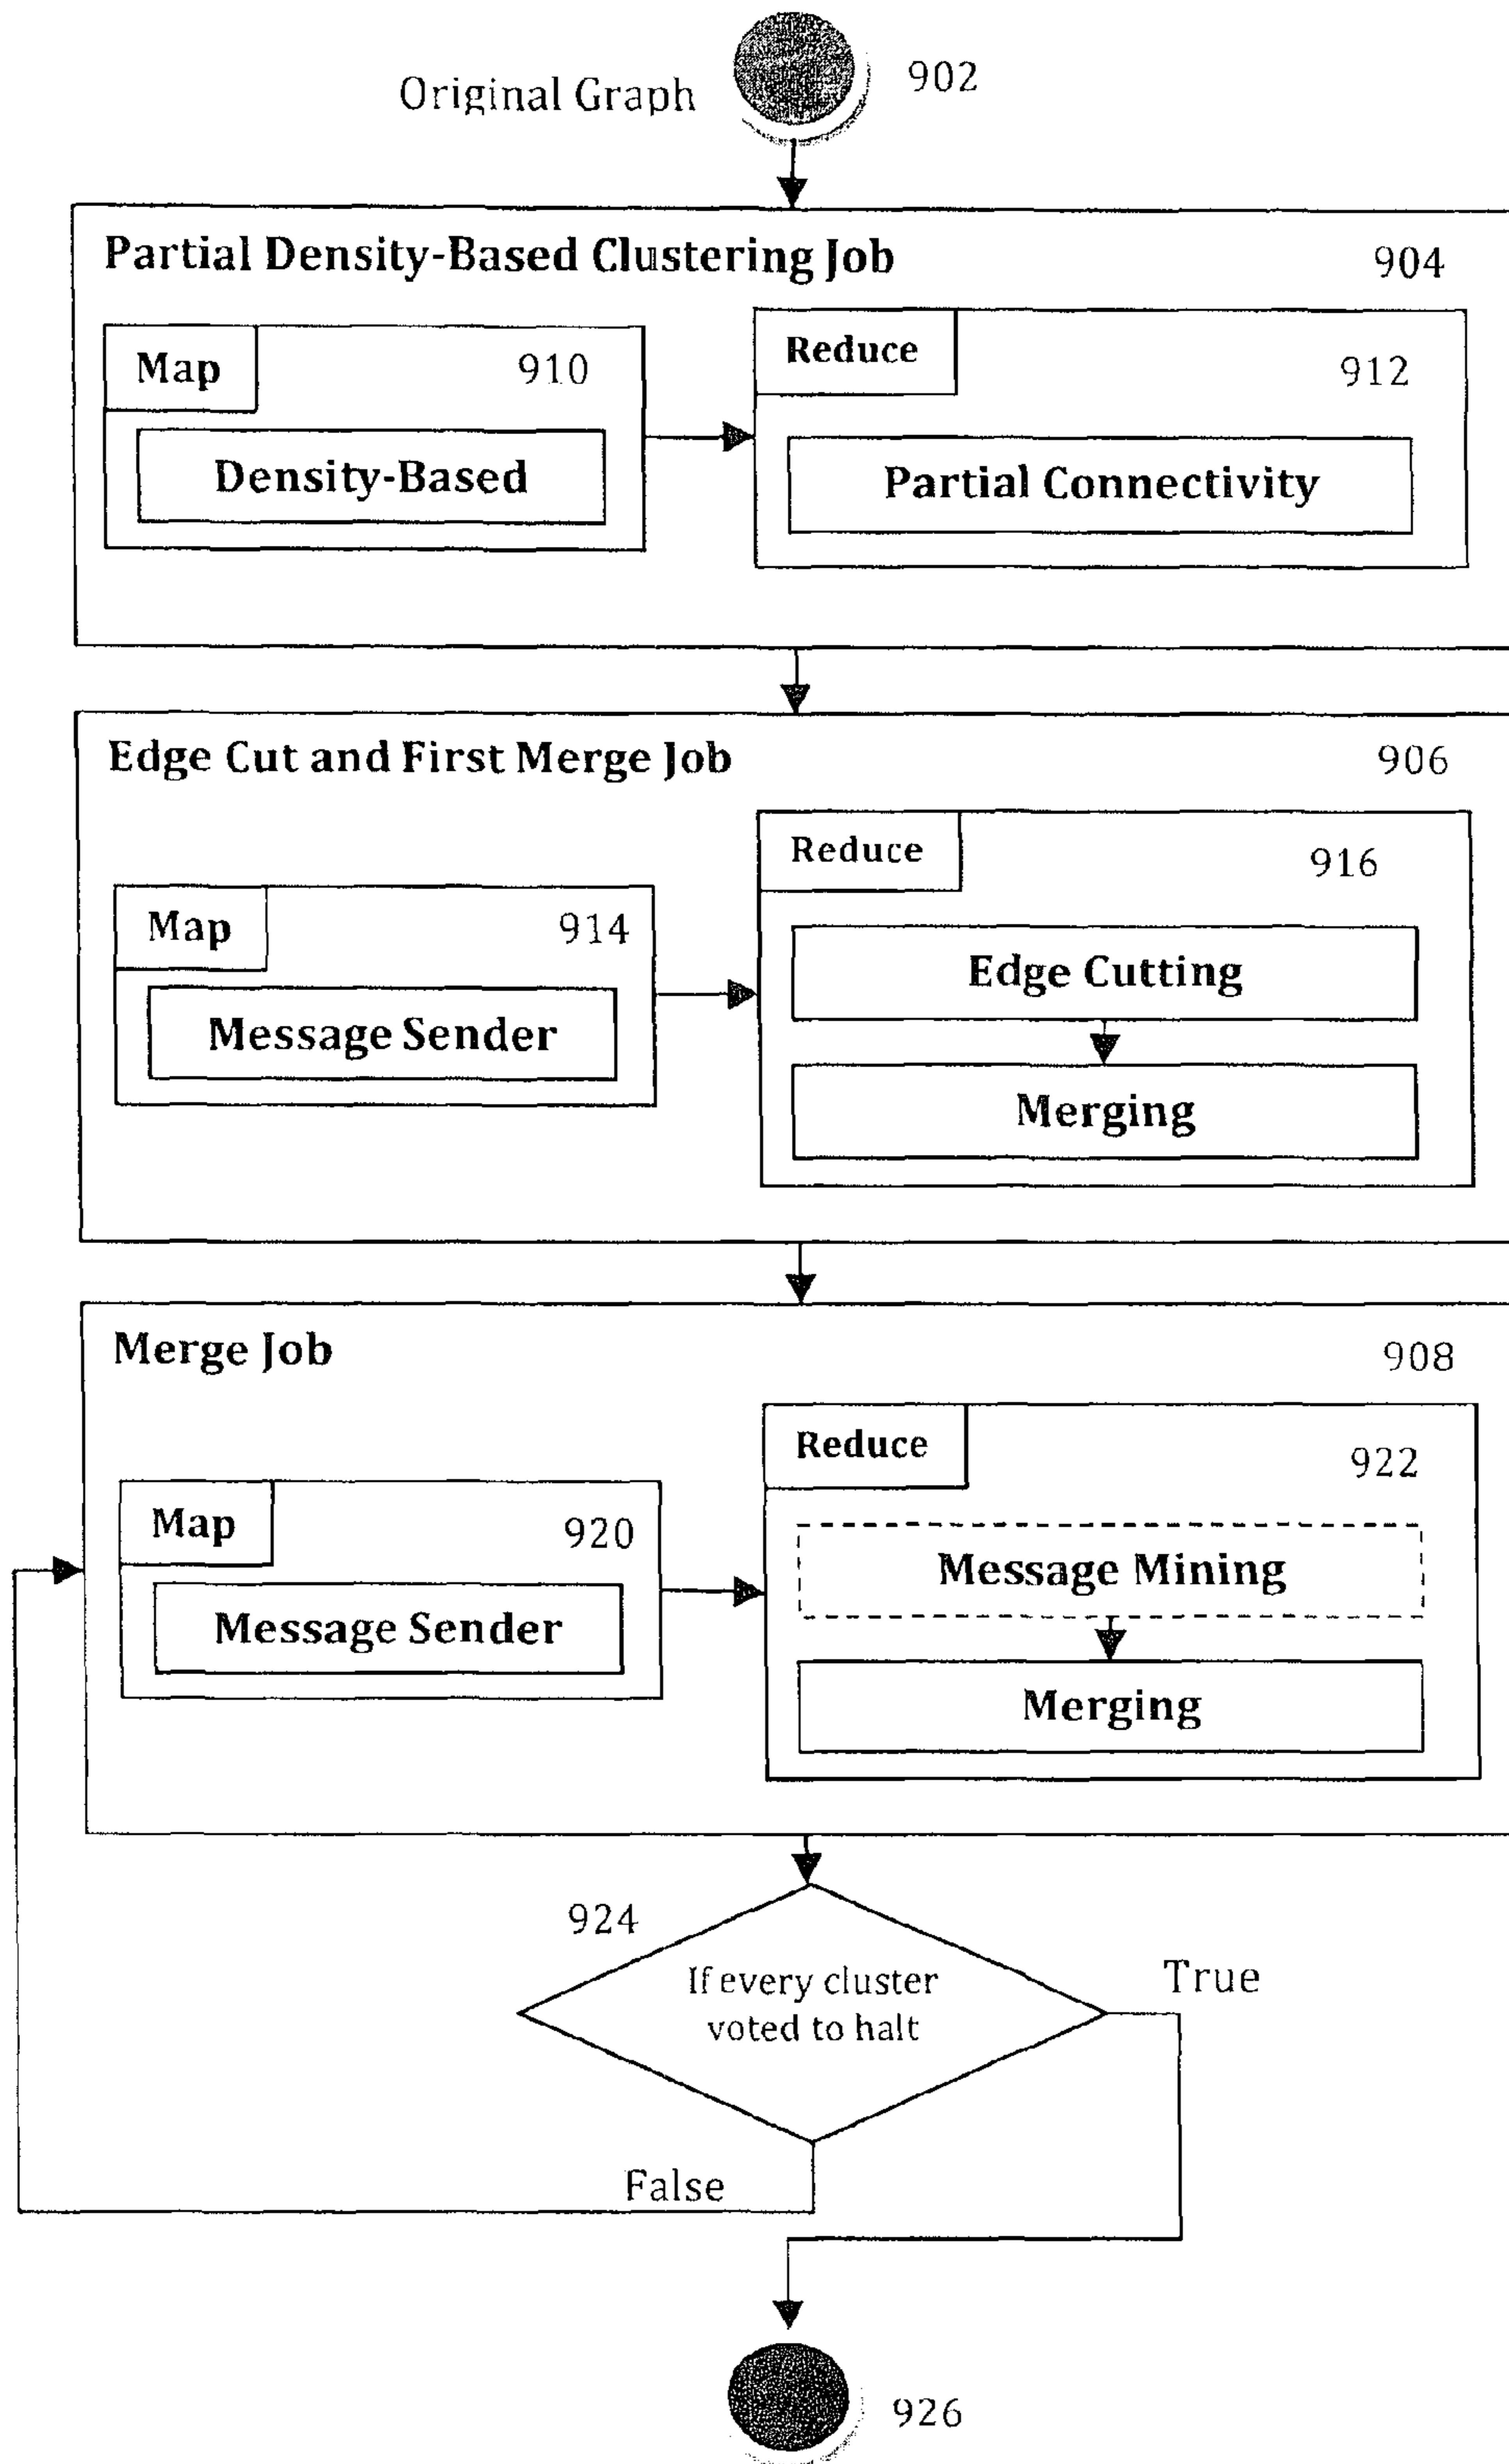 Original Graph
902
Partial Density-Based Clustering Job
904
Map
910
Density-Based
Reduce
912
Partial Connectivity
Edge Cut and First Merge Job
906
Map
914
Message Sender
Reduce
916
Edge Cutting
Merging
Merge Job
908
Map
920
Message Sender
Reduce
922
Message Mining
Merging
924
If every cluster
voted to halt
True
False
926